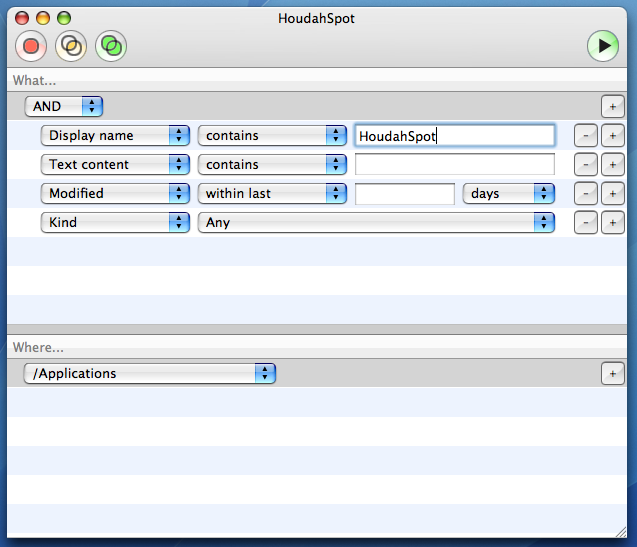 HoudahSpot
What...
AND +
Display name contains HoudahSpot - +
Text content contains - +
Modified within last days - +
Kind Any - +
Where...
/Applications +